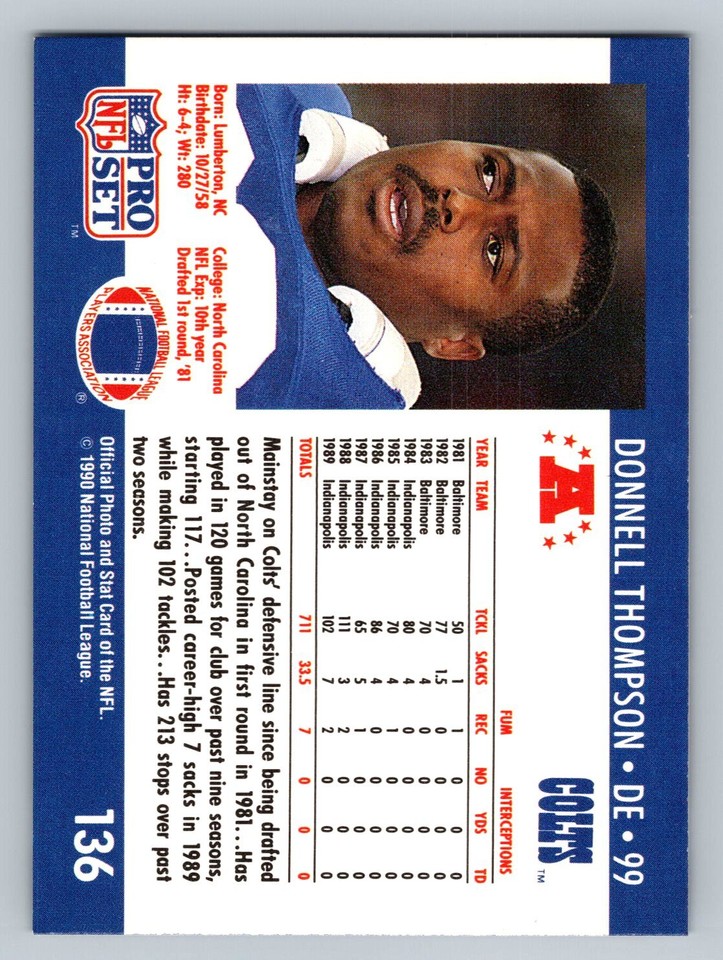 DONNELL THOMPSON • DE • 99
A
COLTS TM
FUM INTERCEPTIONS
YEAR TEAM TCKL SACKS REC NO YDS TD
1981 Baltimore 50 1 1 0 0 0
1982 Baltimore 77 1.5 0 0 0 0
1983 Baltimore 70 4 0 0 0 0
1984 Indianapolis 80 4 0 0 0 0
1985 Indianapolis 70 4 1 0 0 0
1986 Indianapolis 86 4 0 0 0 0
1987 Indianapolis 65 5 1 0 0 0
1988 Indianapolis 111 3 2 0 0 0
1989 Indianapolis 102 7 2 0 0 0
TOTALS 711 33.5 7 0 0 0
Mainstay on Colts' defensive line since being drafted
out of North Carolina in first round in 1981...Has
played in 120 games for club over past nine seasons,
starting 117...Posted career-high 7 sacks in 1989
while making 102 tackles...Has 213 stops over past
two seasons.
Born: Lumberton, NC
Birthdate: 10/27/58
Ht: 6-4; Wt: 280
College: North Carolina
NFL Exp: 10th year
Drafted 1st round, '81
PRO
NFL SET
TM
NATIONAL FOOTBALL LEAGUE
PLAYERS ASSOCIATION
®
Official Photo and Stat Card of the NFL.
© 1990 National Football League.
136